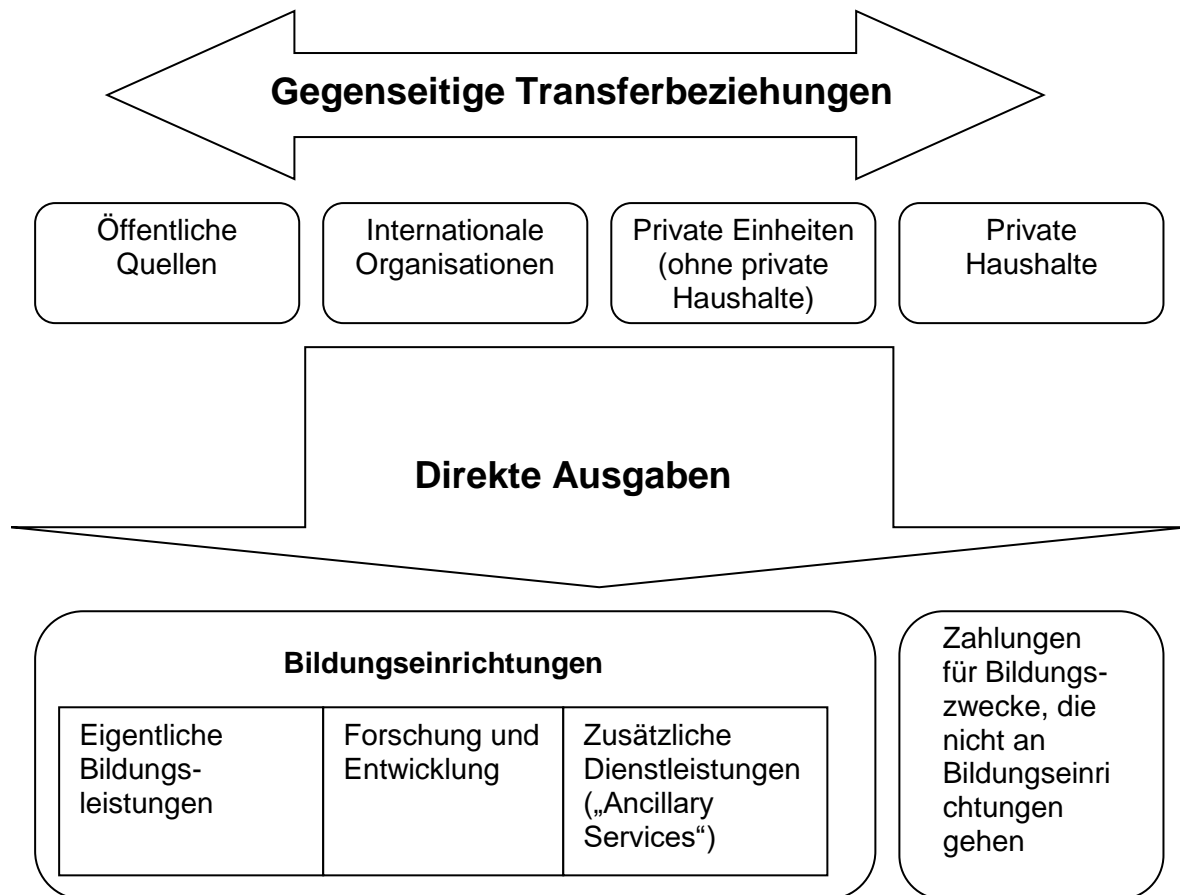 Gegenseitige Transferbeziehungen
Öffentliche
Quellen
Internationale
Organisationen
Private Einheiten
(ohne private
Haushalte)
Private
Haushalte
Direkte Ausgaben
Bildungseinrichtungen
Eigentliche
Bildungs-
leistungen
Forschung und
Entwicklung
Zusätzliche
Dienstleistungen
(„Ancillary
Services“)
Zahlungen
für Bildungs-
zwecke, die
nicht an
Bildungseinri
chtungen
gehen